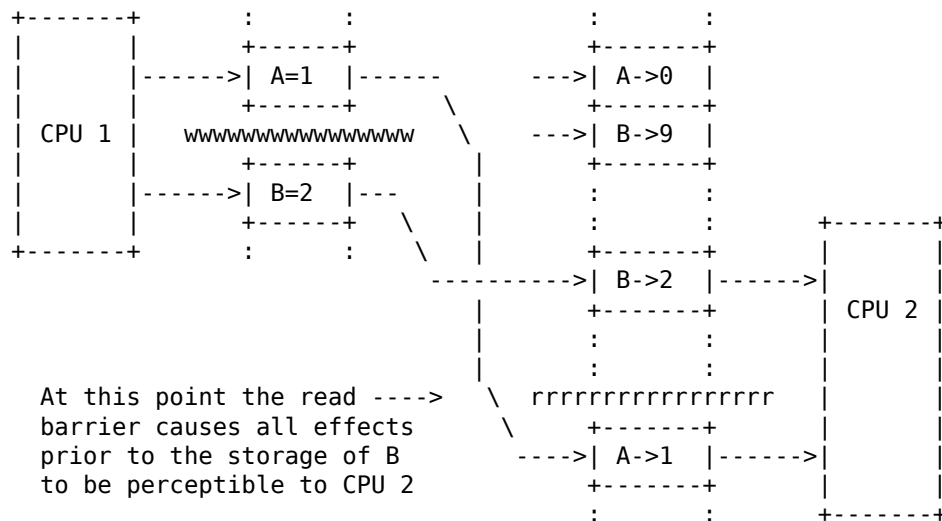 +-------+       :      :                :       :
|       |       +------+                +-------+
|       |------>| A=1  |------      --->| A->0  |
|       |       +------+      \         +-------+
| CPU 1 |   wwwwwwwwwwwwwwww   \    --->| B->9  |
|       |       +------+        |       +-------+
|       |------>| B=2  |---     |       :       :
|       |       +------+   \    |       :       :       +-------+
+-------+       :      :    \   |       +-------+       |       |
                             ---------->| B->2  |------>|       |
                                |       +-------+       | CPU 2 |
                                |       :       :       |       |
                                |       :       :       |       |
  At this point the read ---->   \  rrrrrrrrrrrrrrrrr   |       |
  barrier causes all effects      \     +-------+       |       |
  prior to the storage of B        ---->| A->1  |------>|       |
  to be perceptible to CPU 2            +-------+       |       |
                                        :       :       +-------+